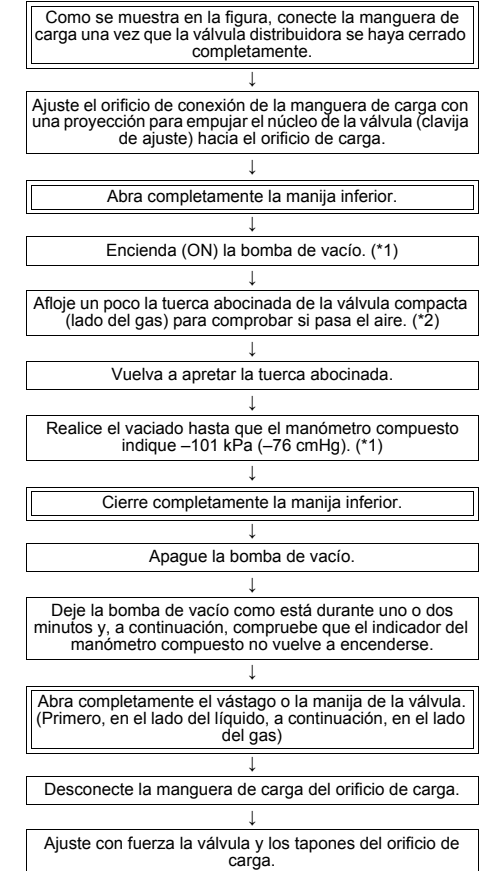 Como se muestra en la figura, conecte la manguera de
carga una vez que la válvula distribuidora se haya cerrado
completamente.
↓
Ajuste el orificio de conexión de la manguera de carga con
una proyección para empujar el núcleo de la válvula (clavija
de ajuste) hacia el orificio de carga.
↓
Abra completamente la manija inferior.
↓
Encienda (ON) la bomba de vacío. (*1)
↓
Afloje un poco la tuerca abocinada de la válvula compacta
(lado del gas) para comprobar si pasa el aire. (*2)
↓
Vuelva a apretar la tuerca abocinada.
↓
Realice el vaciado hasta que el manómetro compuesto
indique –101 kPa (–76 cmHg). (*1)
↓
Cierre completamente la manija inferior.
↓
Apague la bomba de vacío.
↓
Deje la bomba de vacío como está durante uno o dos
minutos y, a continuación, compruebe que el indicador del
manómetro compuesto no vuelve a encenderse.
↓
Abra completamente el vástago o la manija de la válvula.
(Primero, en el lado del líquido, a continuación, en el lado
del gas)
↓
Desconecte la manguera de carga del orificio de carga.
↓
Ajuste con fuerza la válvula y los tapones del orificio de
carga.